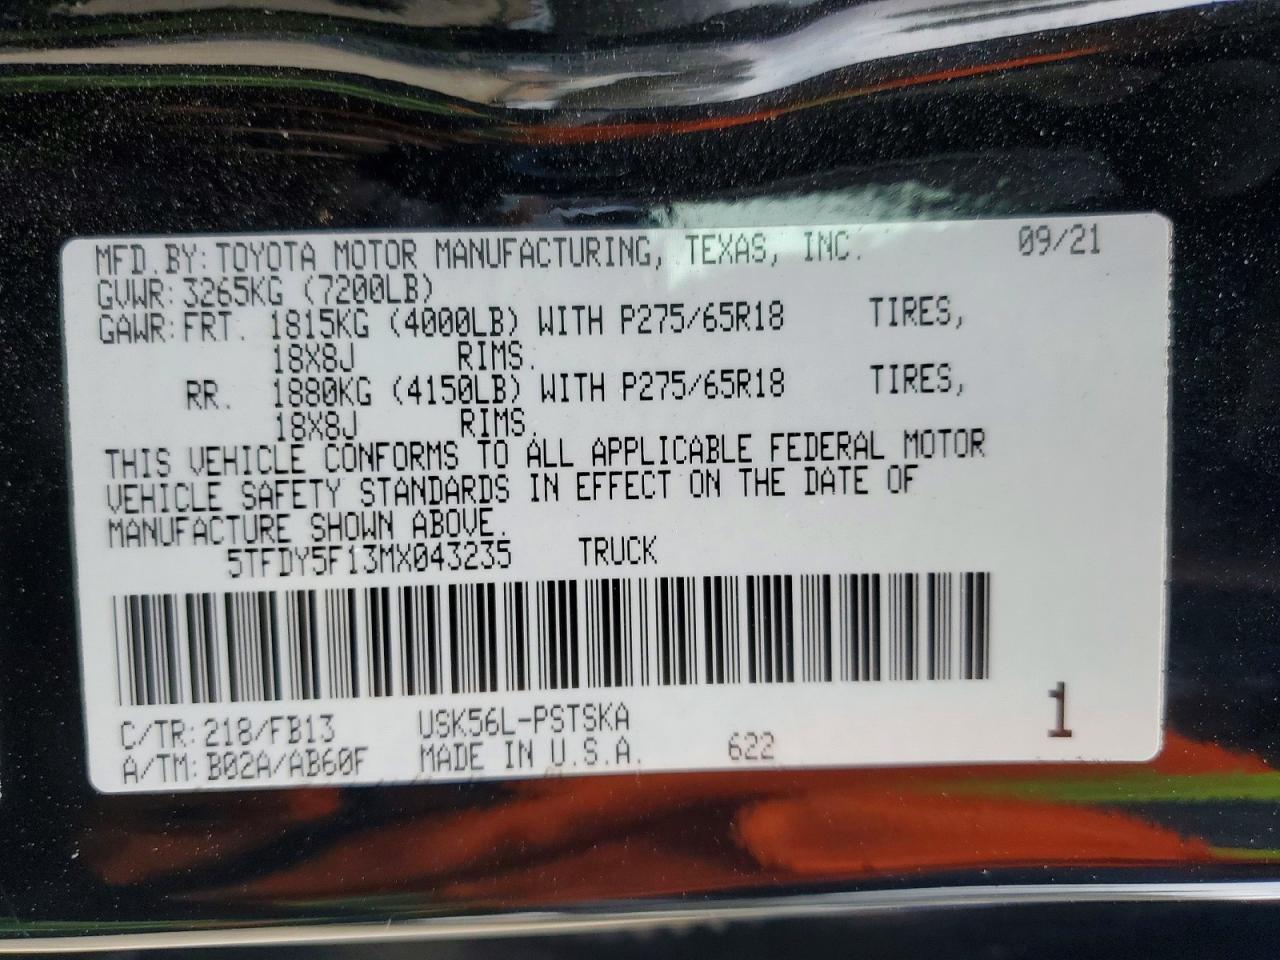 MFD.BY:TOYOTA MOTOR MANUFACTURING, TEXAS, INC. 09/21
GVWR:3265KG (7200LB)
GAWR:FRT. 1815KG (4000LB) WITH P275/65R18 TIRES,
18X8J RIMS.
RR. 1880KG (4150LB) WITH P275/65R18 TIRES,
18X8J RIMS.
THIS VEHICLE CONFORMS TO ALL APPLICABLE FEDERAL MOTOR
VEHICLE SAFETY STANDARDS IN EFFECT ON THE DATE OF
MANUFACTURE SHOWN ABOVE.
5TFDY5F13MX043235 TRUCK
C/TR:218/FB13 USK56L-PSTSKA
A/TM:B02A/AB60F MADE IN U.S.A. 622
1